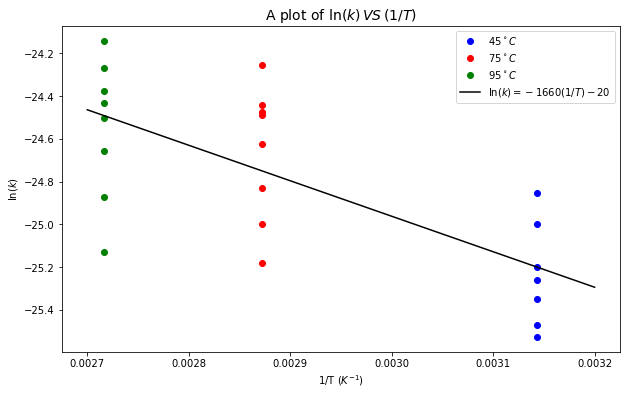 A plot of ln(k) VS (1/T)
45°C
75°C
95°C
ln(k) = −1660(1/T) − 20
ln(k)
−24.2
−24.4
−24.6
−24.8
−25.0
−25.2
−25.4
0.0027
0.0028
0.0029
0.0030
0.0031
0.0032
1/T (K⁻¹)